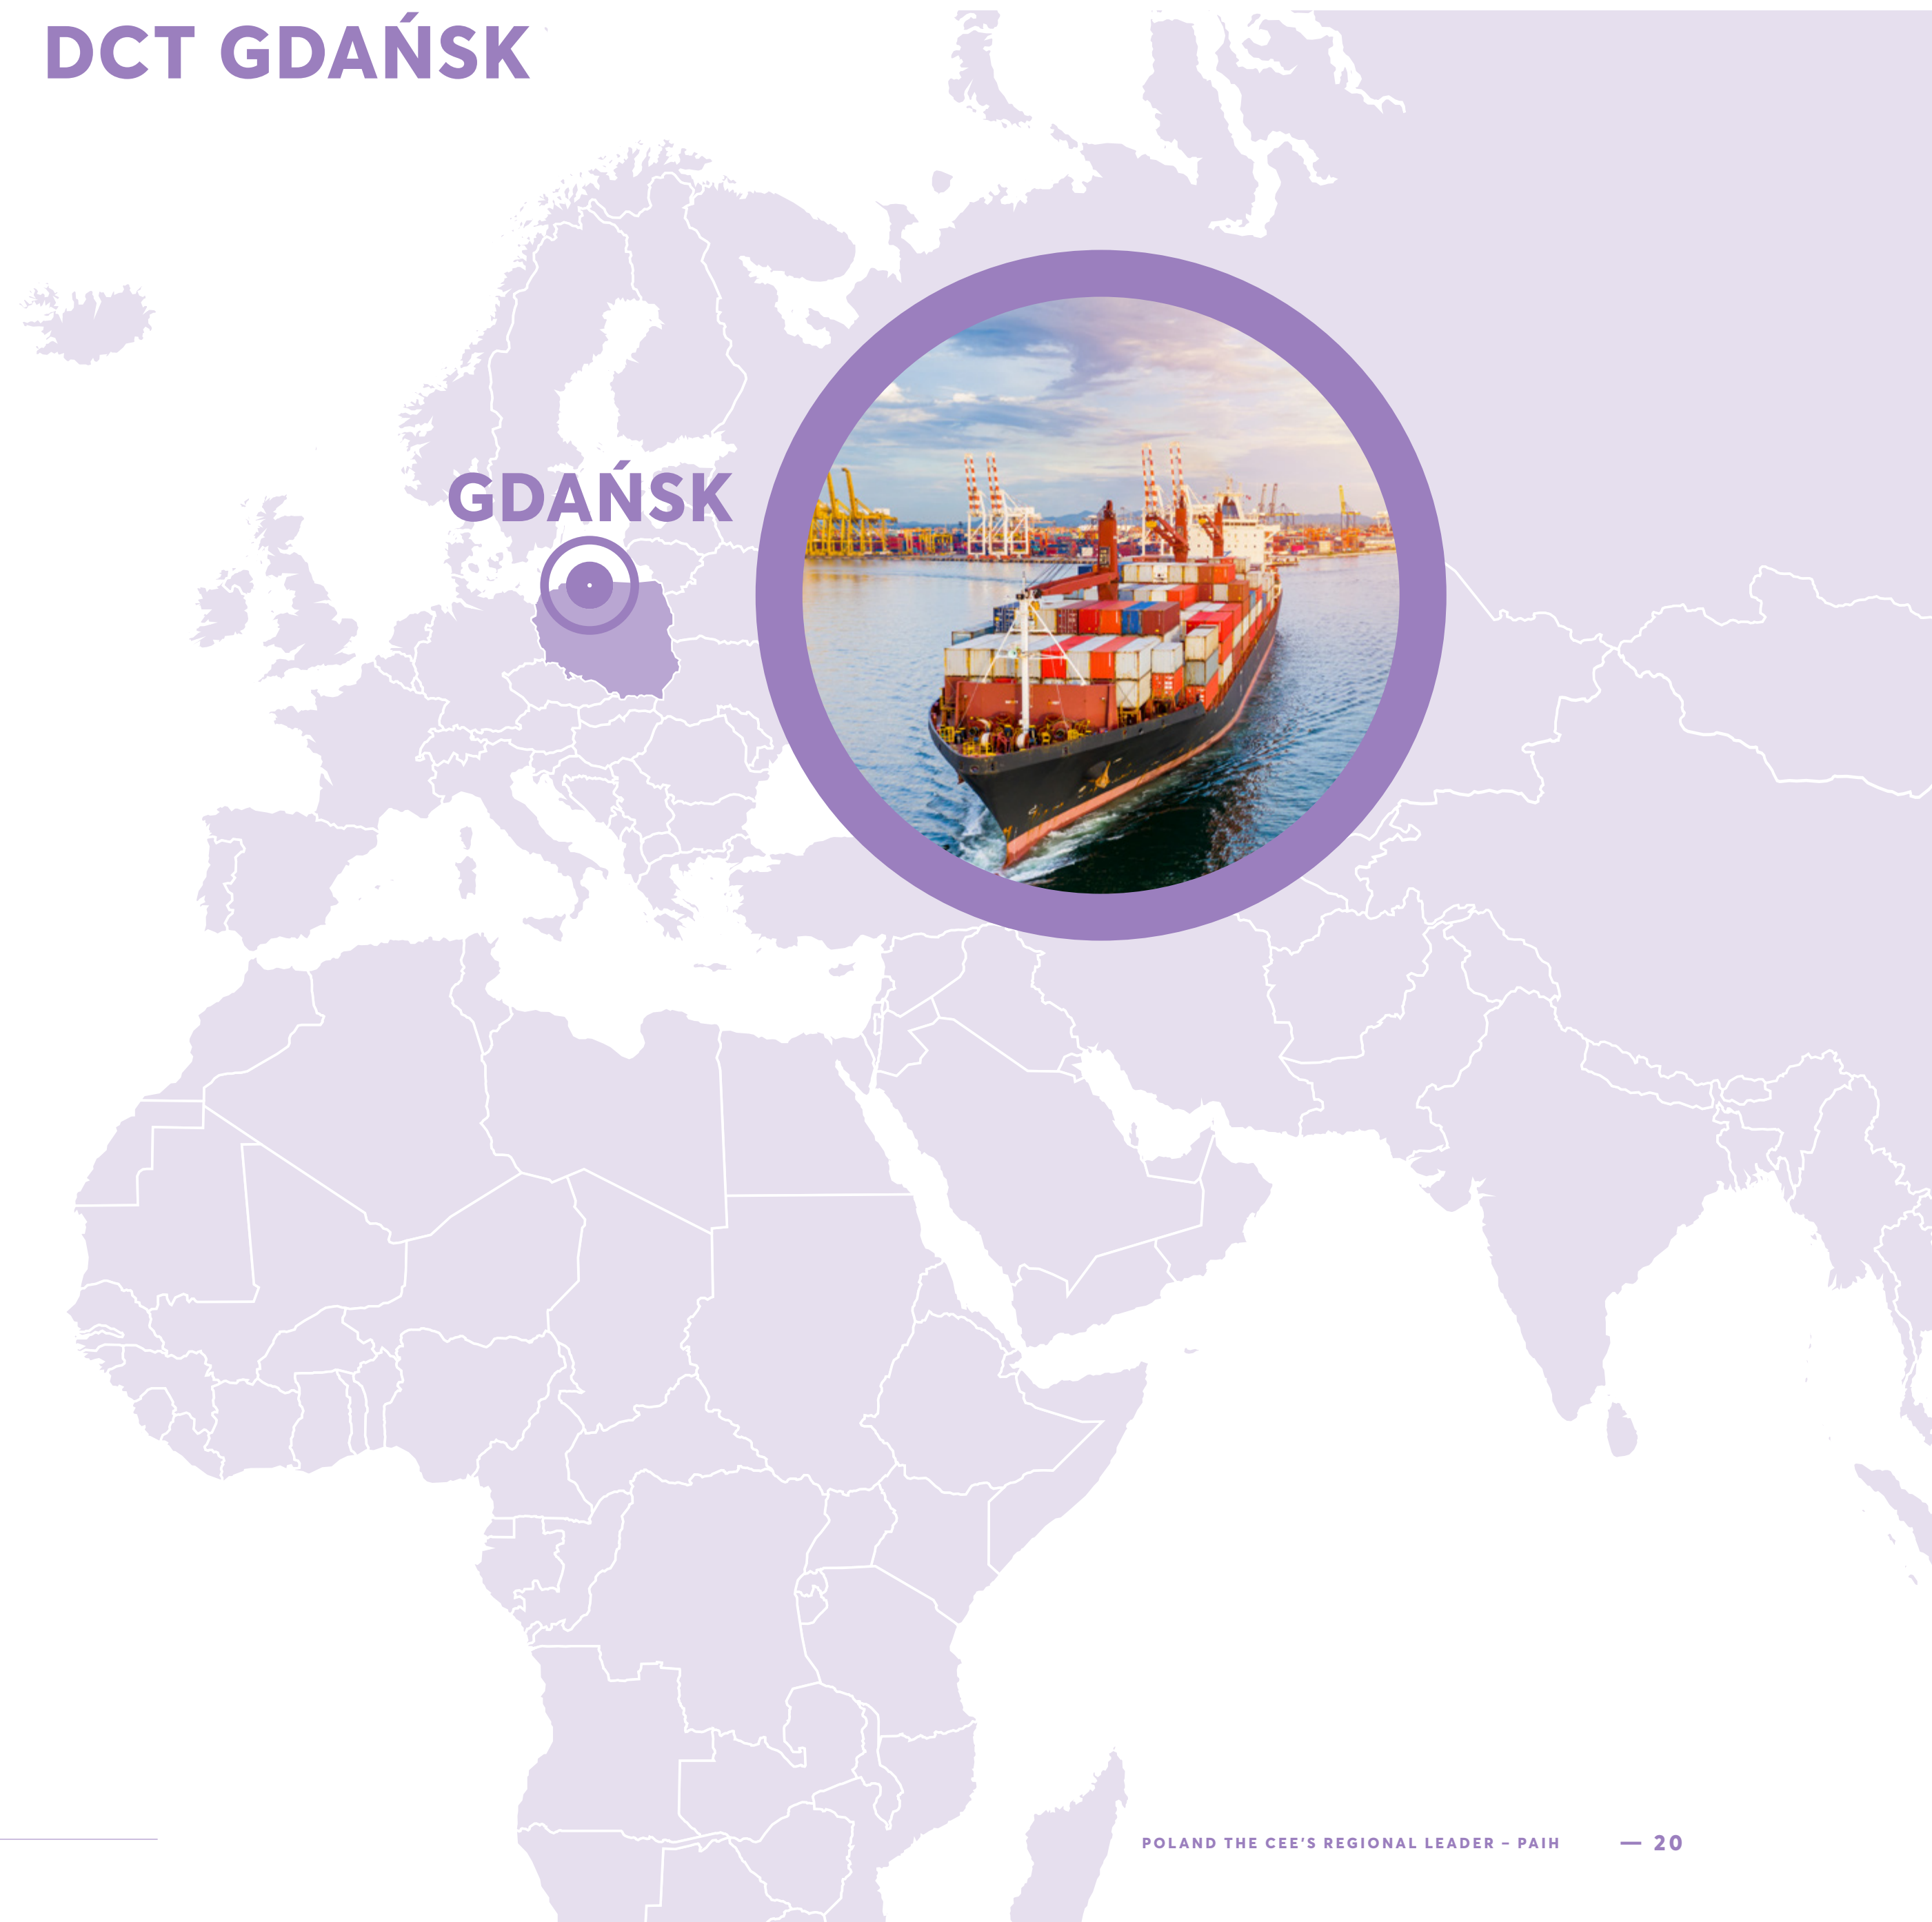 DCT GDAŃSK
GDAŃSK
POLAND THE CEE'S REGIONAL LEADER – PAIH — 20